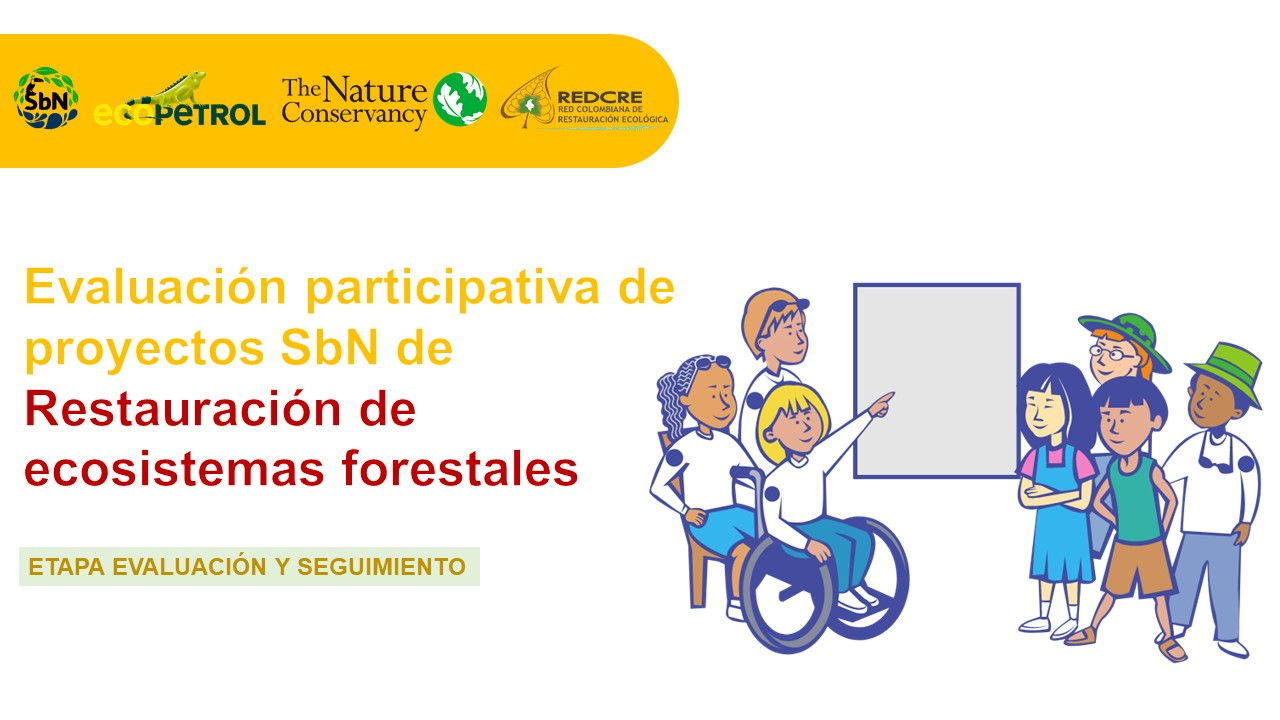 SbN
ecoPETROL
The Nature
Conservancy
REDCRE
RED COLOMBIANA DE
RESTAURACIÓN ECOLÓGICA
Evaluación participativa de
proyectos SbN de
Restauración de
ecosistemas forestales
ETAPA EVALUACIÓN Y SEGUIMIENTO